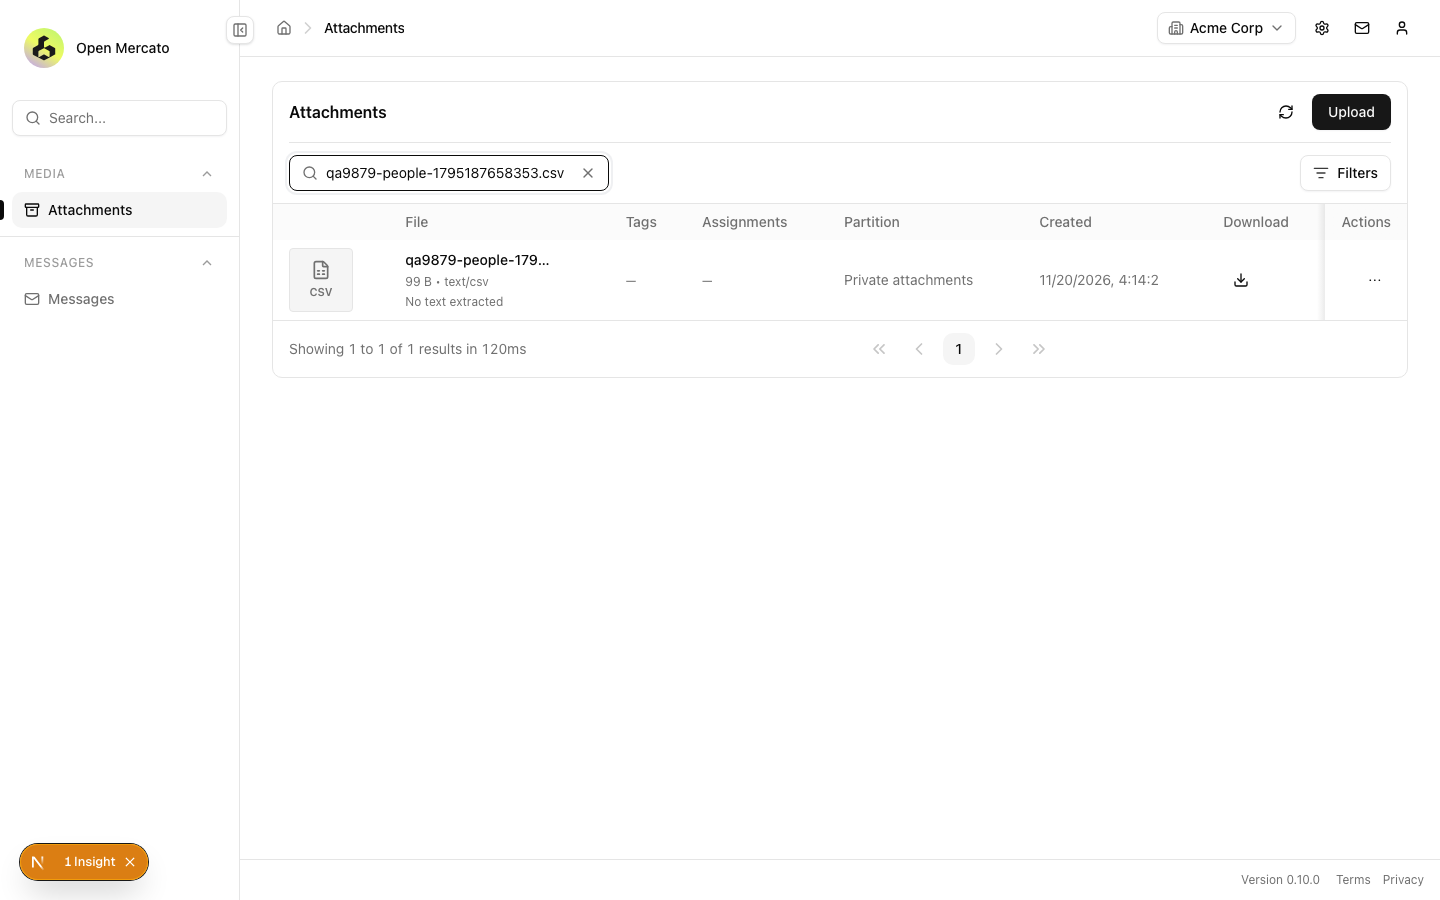 Open Mercato
Attachments
Acme Corp
Search...
MEDIA
Attachments
MESSAGES
Messages
Attachments
Upload
qa9879-people-1795187658353.csv
Filters
File Tags Assignments Partition Created Download Actions
CSV
qa9879-people-179...
99 B • text/csv
No text extracted
— — Private attachments 11/20/2026, 4:14:2 ...
Showing 1 to 1 of 1 results in 120ms
1
1 Insight
Version 0.10.0 Terms Privacy